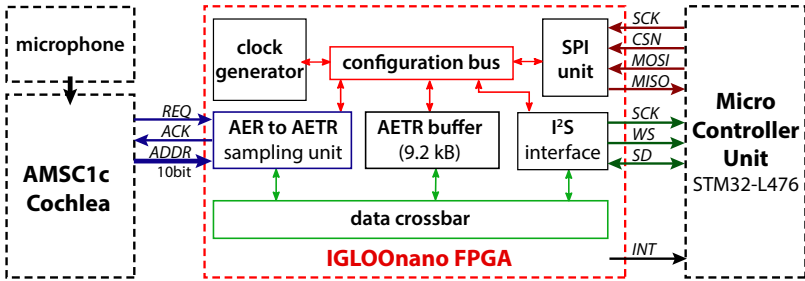 microphone
AMSC1c
Cochlea
REQ
ACK
ADDR
10bit
clock
generator
configuration bus
SPI
unit
AER to AETR
sampling unit
AETR buffer
(9.2 kB)
I²S
interface
data crossbar
IGLOOnano FPGA
SCK
CSN
MOSI
MISO
SCK
WS
SD
INT
Micro
Controller
Unit
STM32-L476